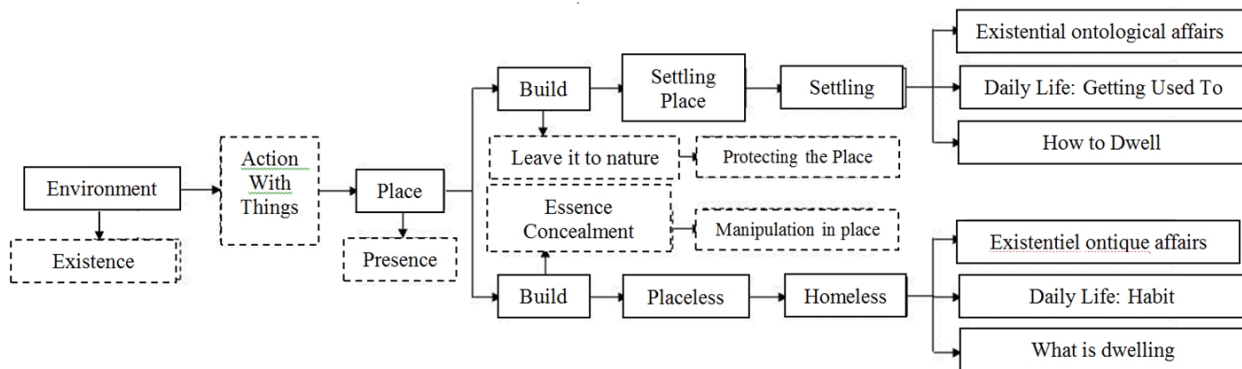 Environment
Existence
Action
With
Things
Place
Presence
Build
Settling
Place
Settling
Leave it to nature
Protecting the Place
Essence
Concealment
Manipulation in place
Build
Placeless
Homeless
Existential ontological affairs
Daily Life: Getting Used To
How to Dwell
Existentiel ontique affairs
Daily Life: Habit
What is dwelling